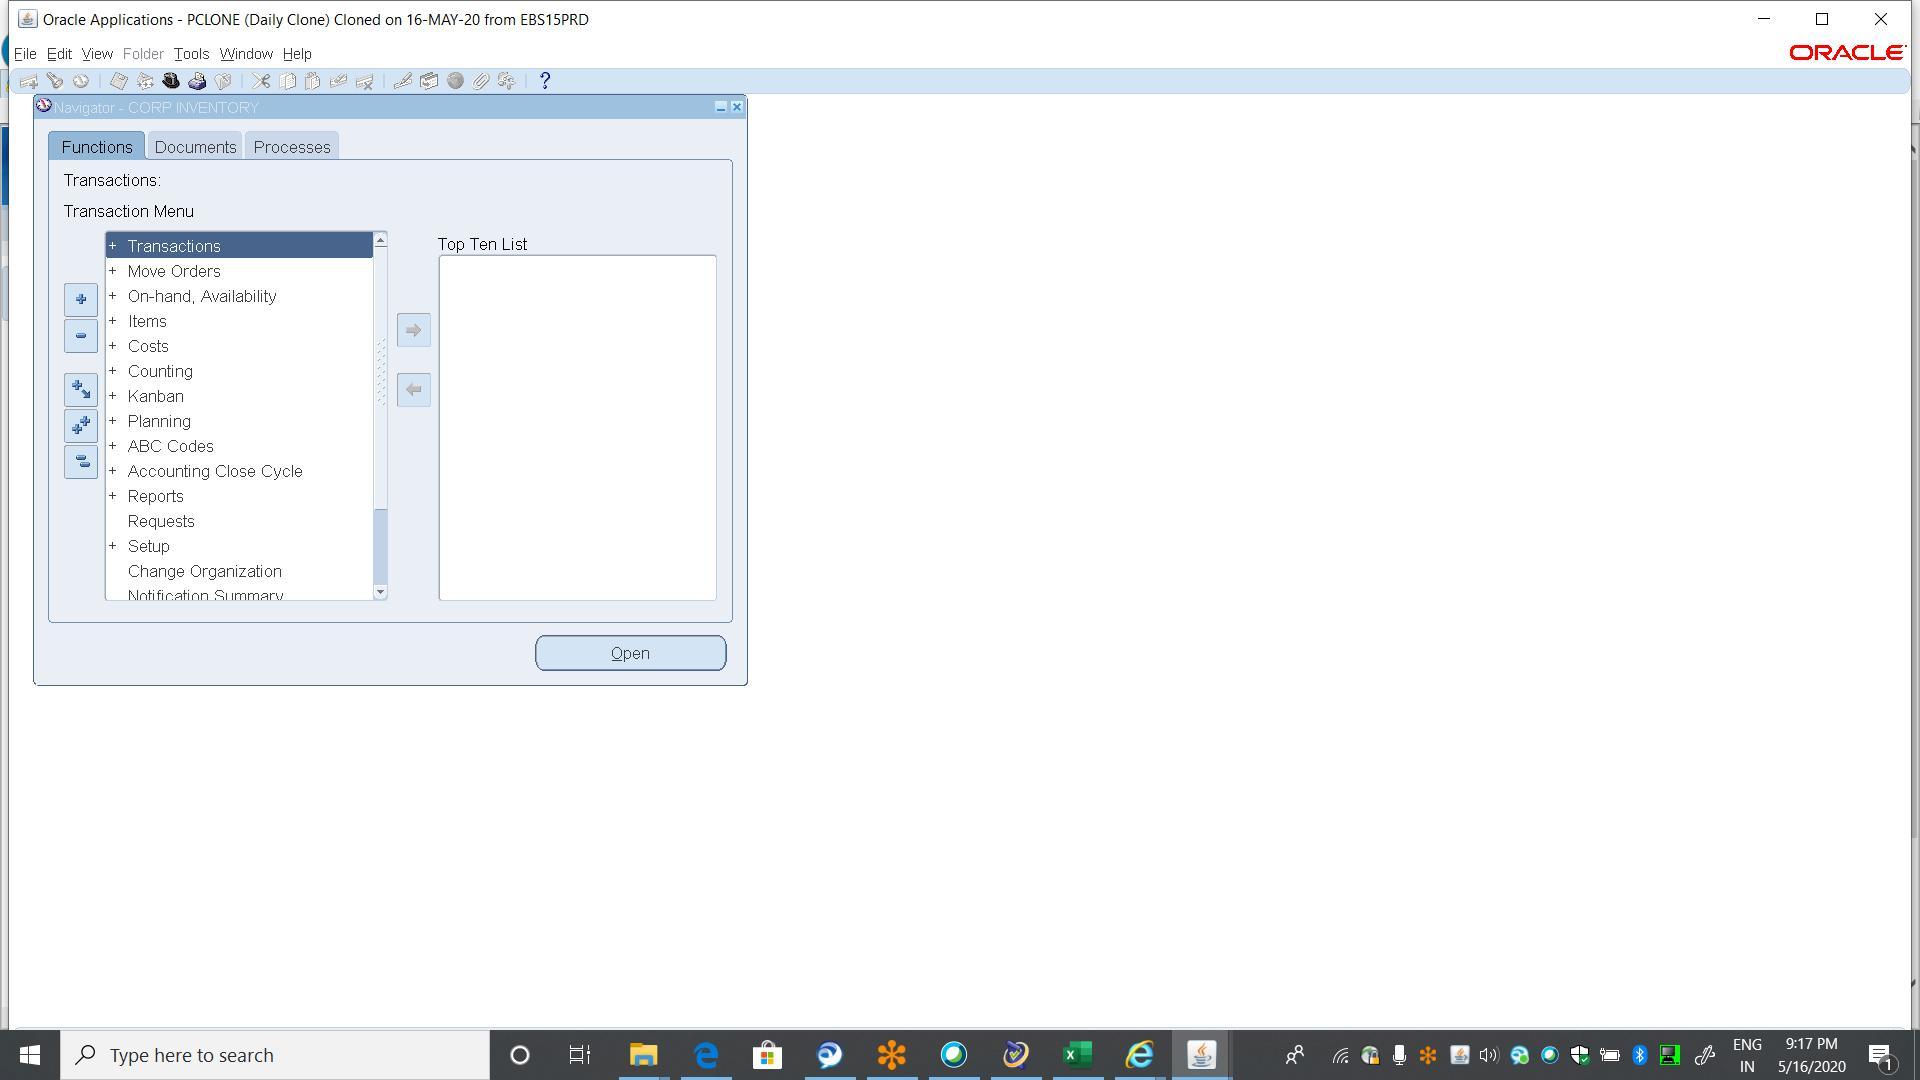 Oracle Applications - PCLONE (Daily Clone) Cloned on 16-MAY-20 from EBS15PRD
File Edit View Folder Tools Window Help
ORACLE
Navigator - CORP INVENTORY
Functions Documents Processes
Transactions:
Transaction Menu
+ Transactions
+ Move Orders
+ On-hand, Availability
+ Items
+ Costs
+ Counting
+ Kanban
+ Planning
+ ABC Codes
+ Accounting Close Cycle
+ Reports
Requests
+ Setup
Change Organization
Notification Summary
Top Ten List
Open
Type here to search
ENG
IN
9:17 PM
5/16/2020
1